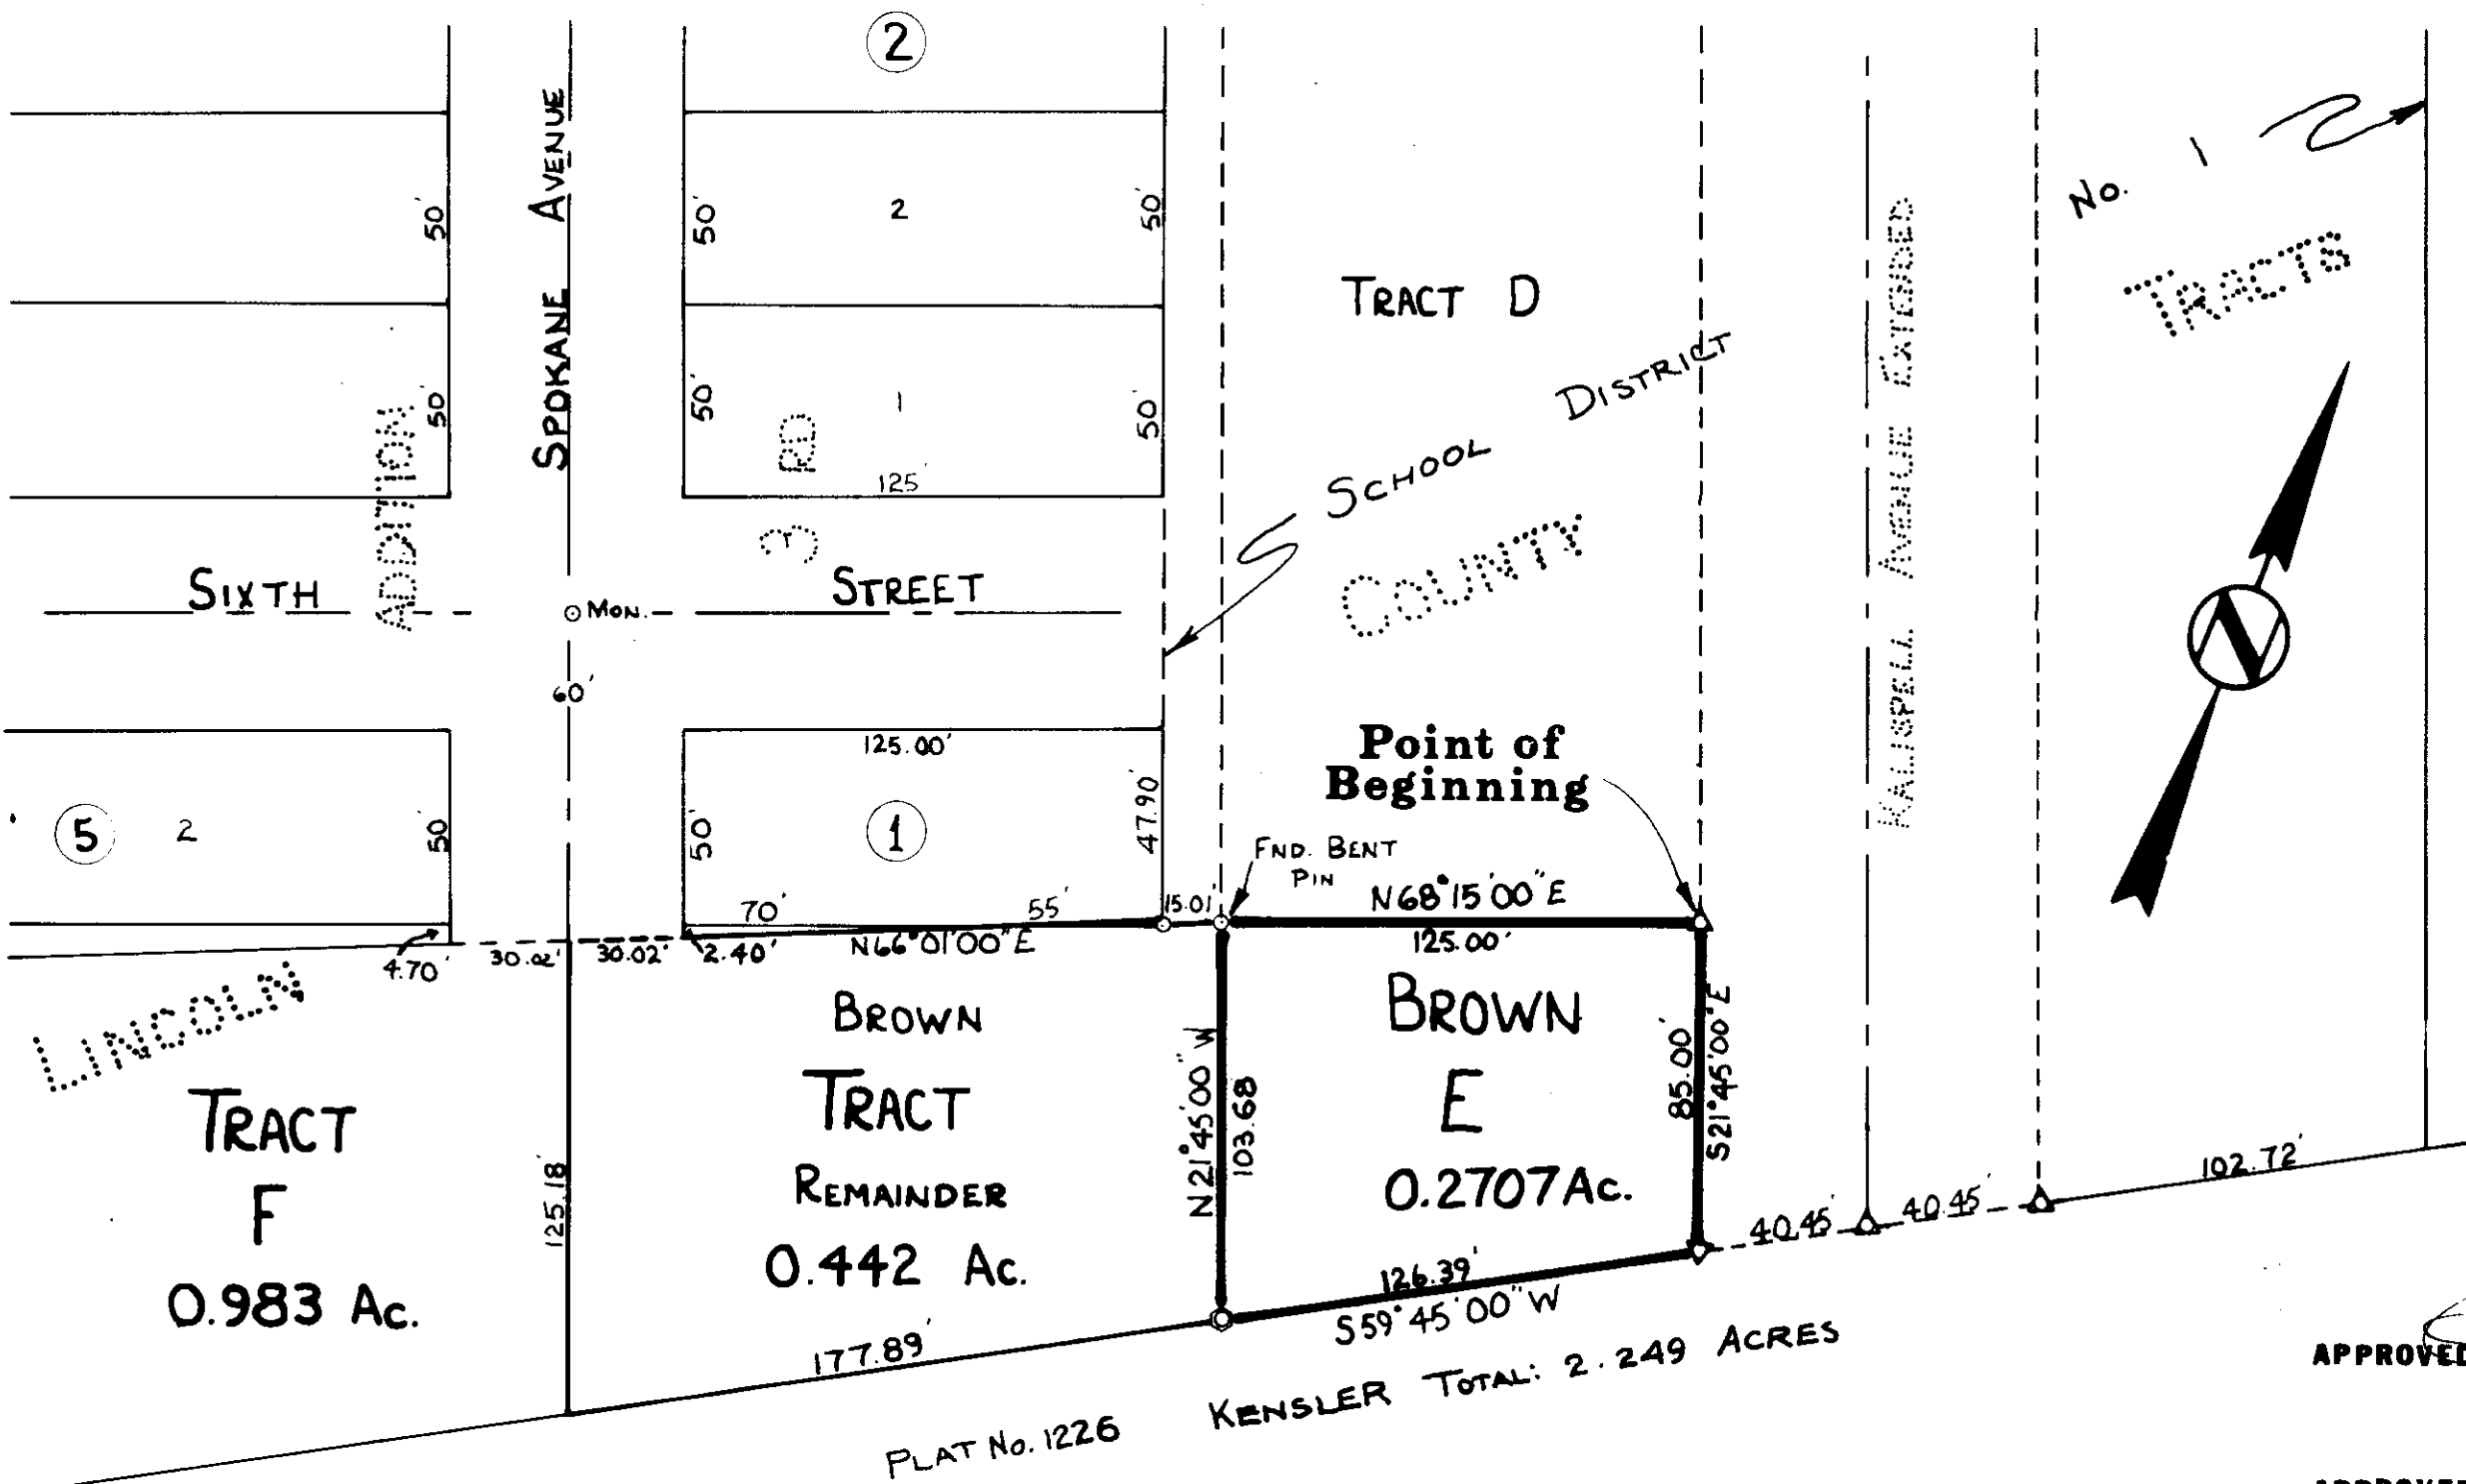 2
SPOKANE AVENUE
50'
50'
2
50'
50'
50'
1
50'
125'
ADDITION
3 RD
SIXTH STREET
MON.
60'
TRACT D
SCHOOL DISTRICT
No. 1
COUNTY TRACTS
KALISPELL AVENUE EXTENDED
N
Point of
Beginning
FND. BENT
PIN
5
2
50'
125.00'
50'
1
47.90'
70'
55'
15.01'
N68°15'00"E
125.00'
4.70'
30.02'
30.02'
2.40'
N66°01'00"E
LINCOLN
TRACT
F
0.983 Ac.
125.18'
BROWN
TRACT
REMAINDER
0.442 Ac.
177.89'
N21°45'00"W
103.68
BROWN
E
0.2707 Ac.
85.00'
S21°45'00"E
126.39'
S59°45'00"W
40.45'
40.45'
102.72'
PLAT No. 1226 KENSLER TOTAL: 2.249 ACRES
APPROVED
APPROVED